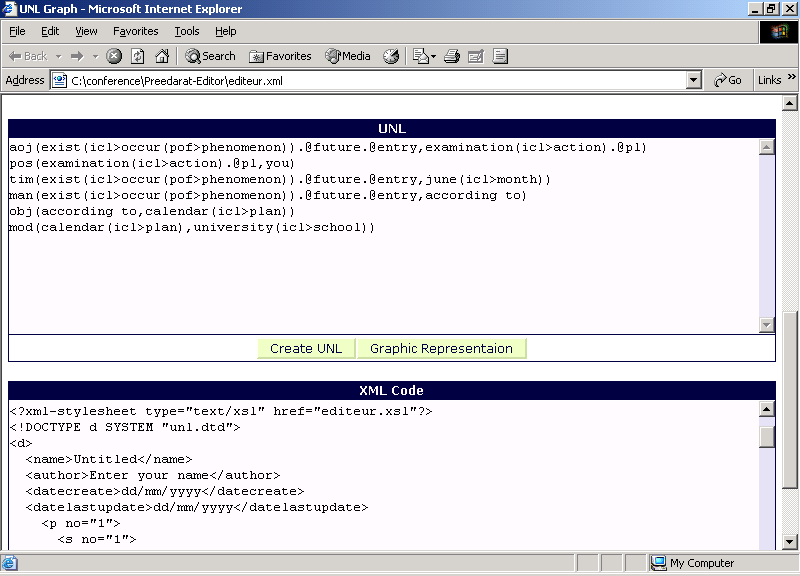 UNL Graph - Microsoft Internet Explorer
File Edit View Favorites Tools Help
Back Search Favorites Media
Address C:\conference\Preedarat-Editor\editeur.xml Go Links »
UNL
aoj(exist(icl>occur(pof>phenomenon)).@future.@entry,examination(icl>action).@pl)
pos(examination(icl>action).@pl,you)
tim(exist(icl>occur(pof>phenomenon)).@future.@entry,june(icl>month))
man(exist(icl>occur(pof>phenomenon)).@future.@entry,according to)
obj(according to,calendar(icl>plan))
mod(calendar(icl>plan),university(icl>school))
Create UNL Graphic Representaion
XML Code
<?xml-stylesheet type="text/xsl" href="editeur.xsl"?>
<!DOCTYPE d SYSTEM "unl.dtd">
<d>
<name>Untitled</name>
<author>Enter your name</author>
<datecreate>dd/mm/yyyy</datecreate>
<datelastupdate>dd/mm/yyyy</datelastupdate>
<p no="1">
<s no="1">
My Computer